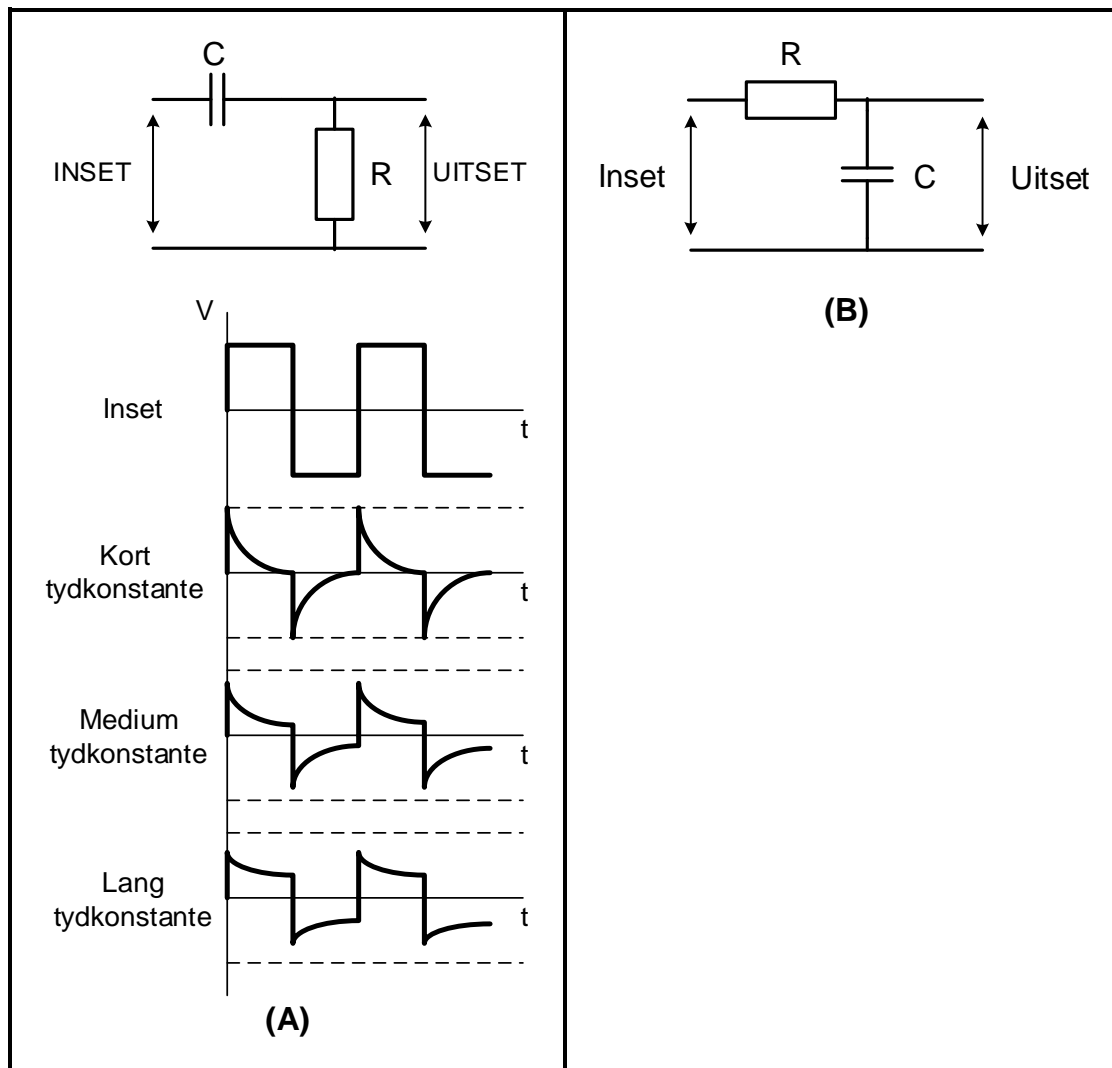 C
INSET
R
UITSET
V
Inset
t
Kort
tydkonstante
t
Medium
tydkonstante
t
Lang
tydkonstante
t
(A)
R
Inset
C
Uitset
(B)